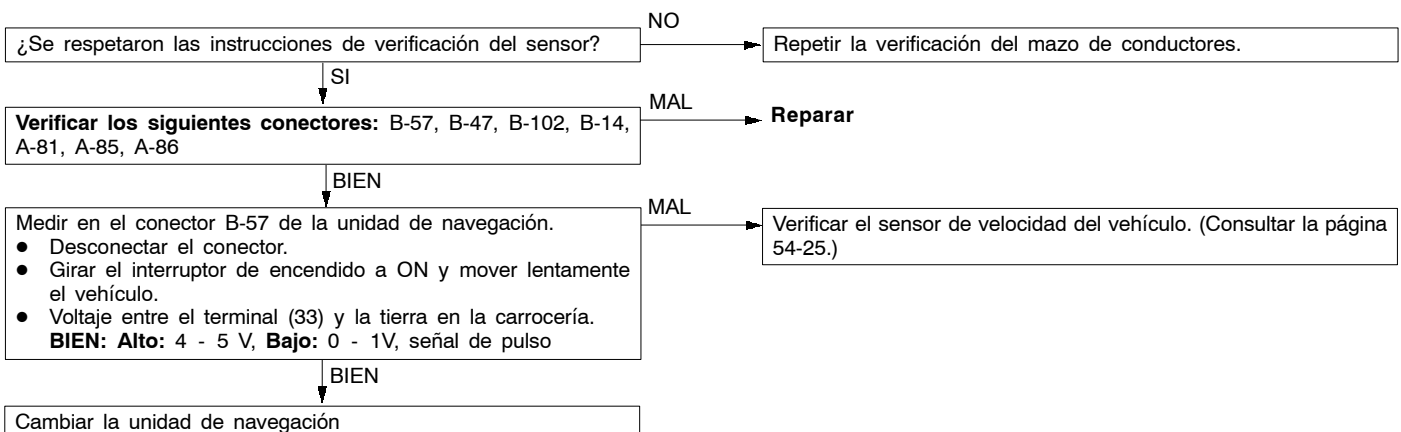 NO
¿Se respetaron las instrucciones de verificación del sensor?
Repetir la verificación del mazo de conductores.
SI
MAL
Verificar los siguientes conectores: B-57, B-47, B-102, B-14,
A-81, A-85, A-86
Reparar
BIEN
MAL
Medir en el conector B-57 de la unidad de navegación.
● Desconectar el conector.
● Girar el interruptor de encendido a ON y mover lentamente
el vehículo.
● Voltaje entre el terminal (33) y la tierra en la carrocería.
BIEN: Alto: 4 - 5 V, Bajo: 0 - 1V, señal de pulso
Verificar el sensor de velocidad del vehículo. (Consultar la página
54-25.)
BIEN
Cambiar la unidad de navegación